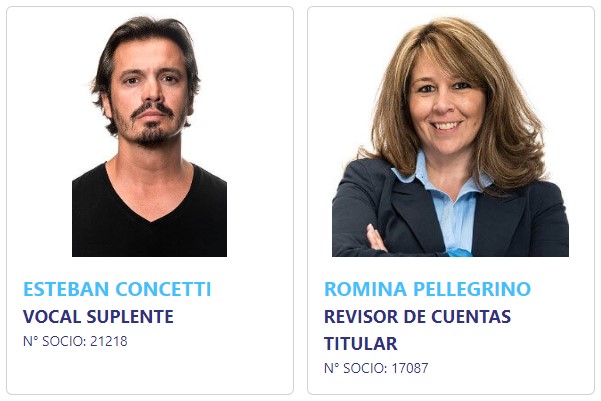 ESTEBAN CONCETTI
VOCAL SUPLENTE
N° SOCIO: 21218
ROMINA PELLEGRINO
REVISOR DE CUENTAS
TITULAR
N° SOCIO: 17087